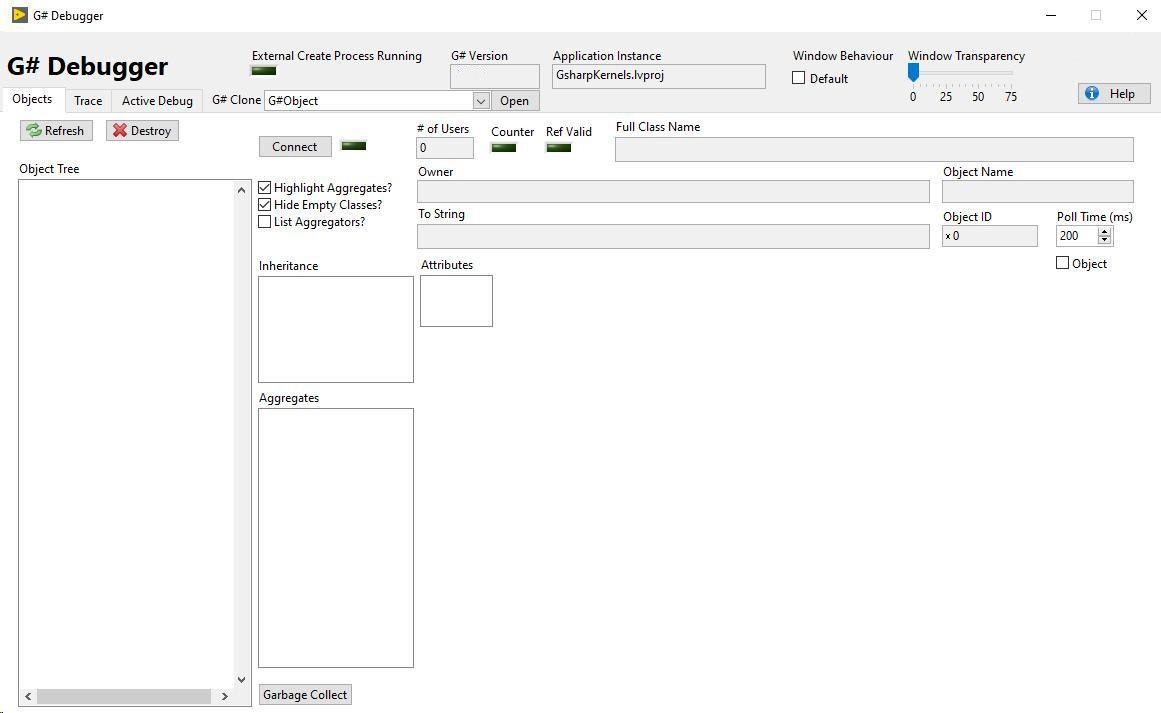 G# Debugger
G# Debugger
External Create Process Running
G# Version
Application Instance
GsharpKernels.lvproj
Window Behaviour
Default
Window Transparency
0 25 50 75
Help
Objects Trace Active Debug
G# Clone G#Object Open
Refresh Destroy
Connect
# of Users
0
Counter
Ref Valid
Full Class Name
Object Tree
Highlight Aggregates?
Hide Empty Classes?
List Aggregators?
Owner
Object Name
To String
Object ID
x 0
Poll Time (ms)
200
Object
Inheritance
Attributes
Aggregates
Garbage Collect